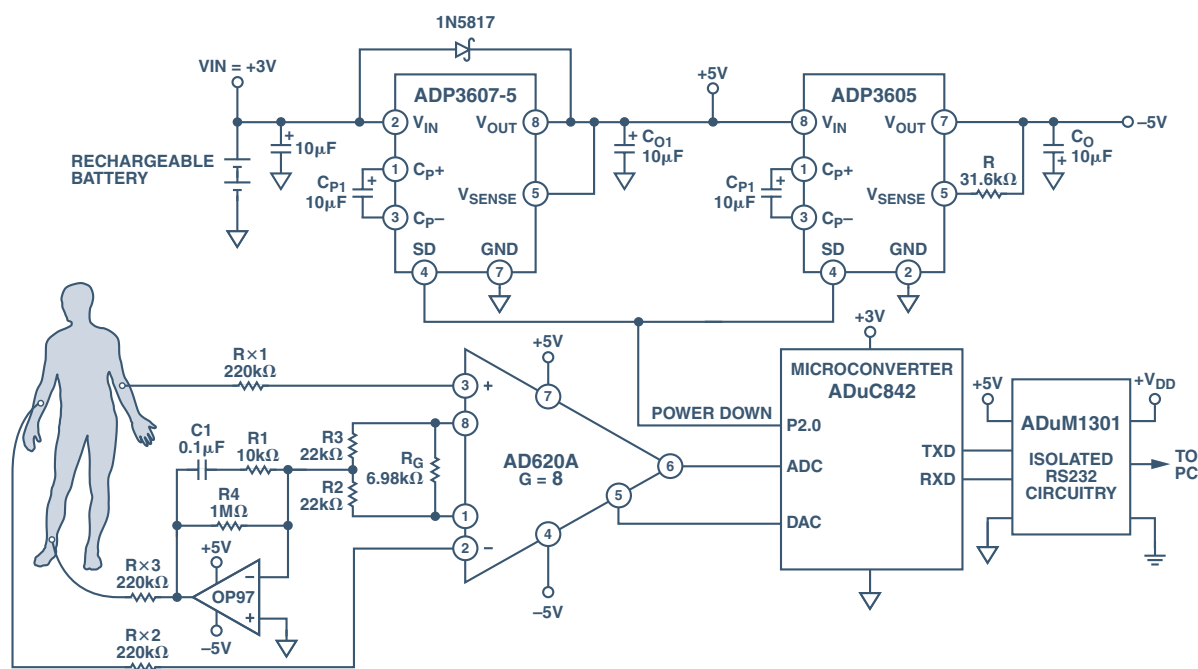 1N5817
VIN = +3V
RECHARGEABLE
BATTERY
+
10µF
ADP3607-5
2
VIN
VOUT
8
1
CP+
CP1
10µF
+
3
CP−
VSENSE
5
SD
GND
4
7
+
CO1
10µF
+5V
ADP3605
8
VIN
VOUT
7
1
CP+
CP1
10µF
+
3
CP−
VSENSE
5
SD
GND
4
2
R
31.6kΩ
CO
10µF
+
–5V
R×1
220kΩ
C1
0.1µF
R1
10kΩ
R4
1MΩ
R3
22kΩ
R2
22kΩ
RG
6.98kΩ
R×3
220kΩ
R×2
220kΩ
+5V
OP97
−
+
–5V
3
+
8
1
2
−
AD620A
G = 8
+5V
7
6
5
4
–5V
POWER DOWN
+3V
MICROCONVERTER
ADuC842
P2.0
ADC
DAC
TXD
RXD
+5V
ADuM1301
ISOLATED
RS232
CIRCUITRY
+VDD
TO
PC